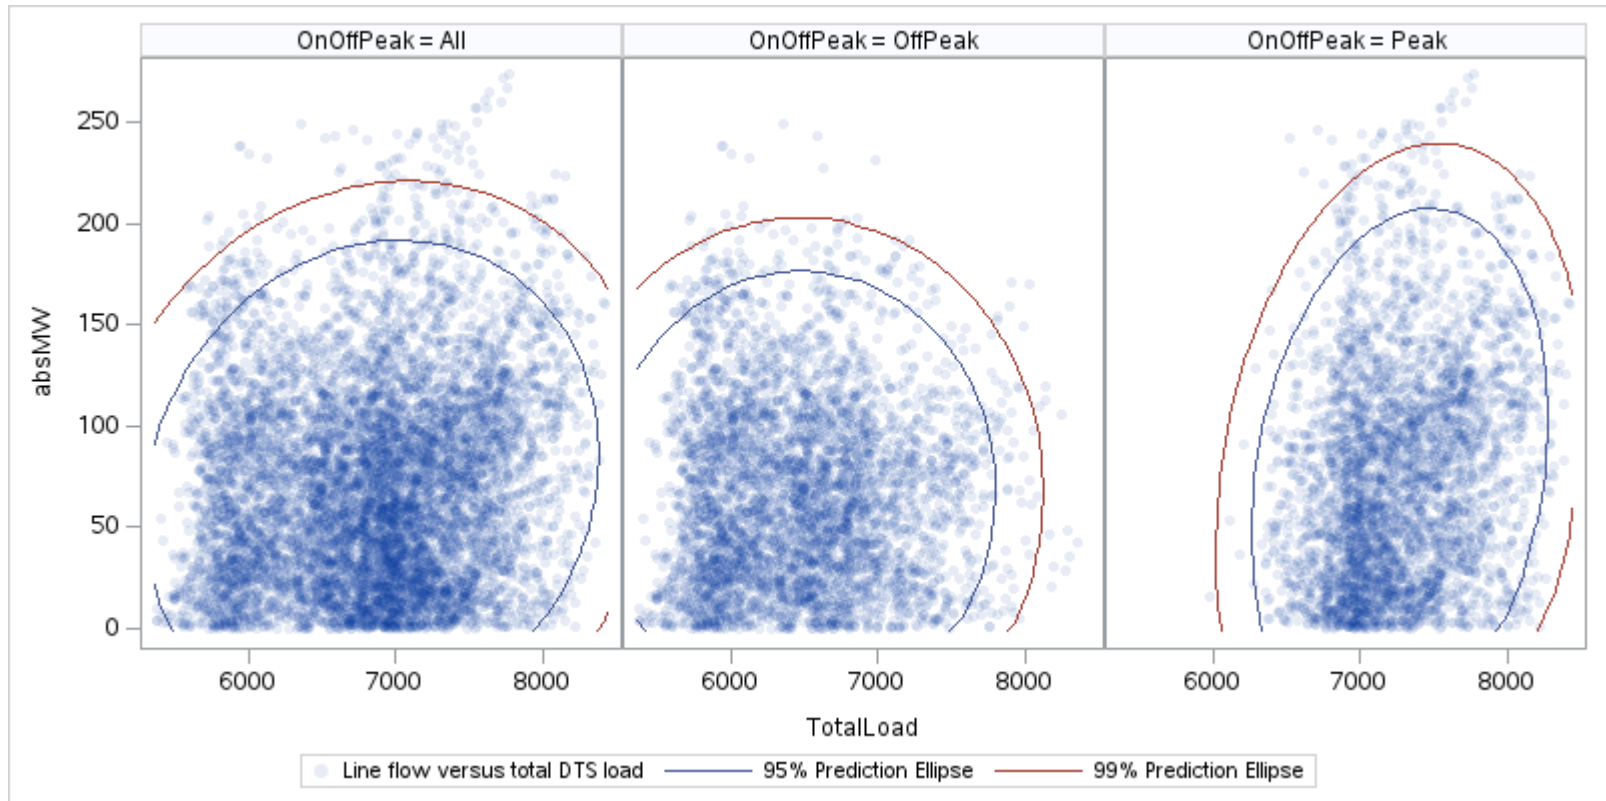 OnOffPeak = All
OnOffPeak = OffPeak
OnOffPeak = Peak
absMW
250
200
150
100
50
0
6000 7000 8000
6000 7000 8000
6000 7000 8000
TotalLoad
Line flow versus total DTS load
95% Prediction Ellipse
99% Prediction Ellipse